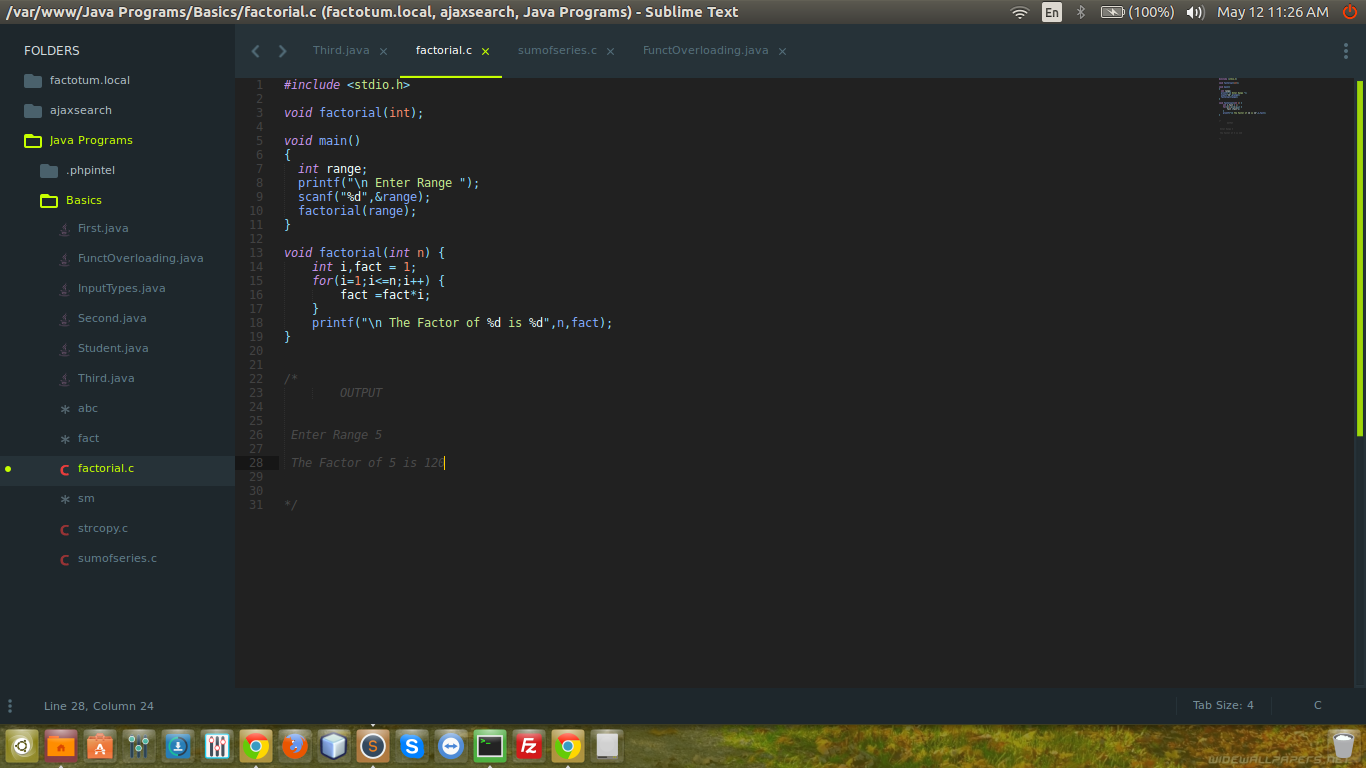 /var/www/Java Programs/Basics/factorial.c (factotum.local, ajaxsearch, Java Programs) - Sublime Text
En
(100%)
May 12 11:26 AM
FOLDERS
factotum.local
ajaxsearch
Java Programs
.phpintel
Basics
First.java
FunctOverloading.java
InputTypes.java
Second.java
Student.java
Third.java
abc
fact
factorial.c
sm
strcopy.c
sumofseries.c
Third.java
factorial.c
sumofseries.c
FunctOverloading.java
1 #include <stdio.h>
2
3 void factorial(int);
4
5 void main()
6 {
7 int range;
8 printf("\n Enter Range ");
9 scanf("%d",&range);
10 factorial(range);
11 }
12
13 void factorial(int n) {
14 int i,fact = 1;
15 for(i=1;i<=n;i++) {
16 fact =fact*i;
17 }
18 printf("\n The Factor of %d is %d",n,fact);
19 }
20
21
22 /*
23 OUTPUT
24
25
26 Enter Range 5
27
28 The Factor of 5 is 120
29
30
31 */
Line 28, Column 24
Tab Size: 4
C
WIDEWALLPAPERS.NET